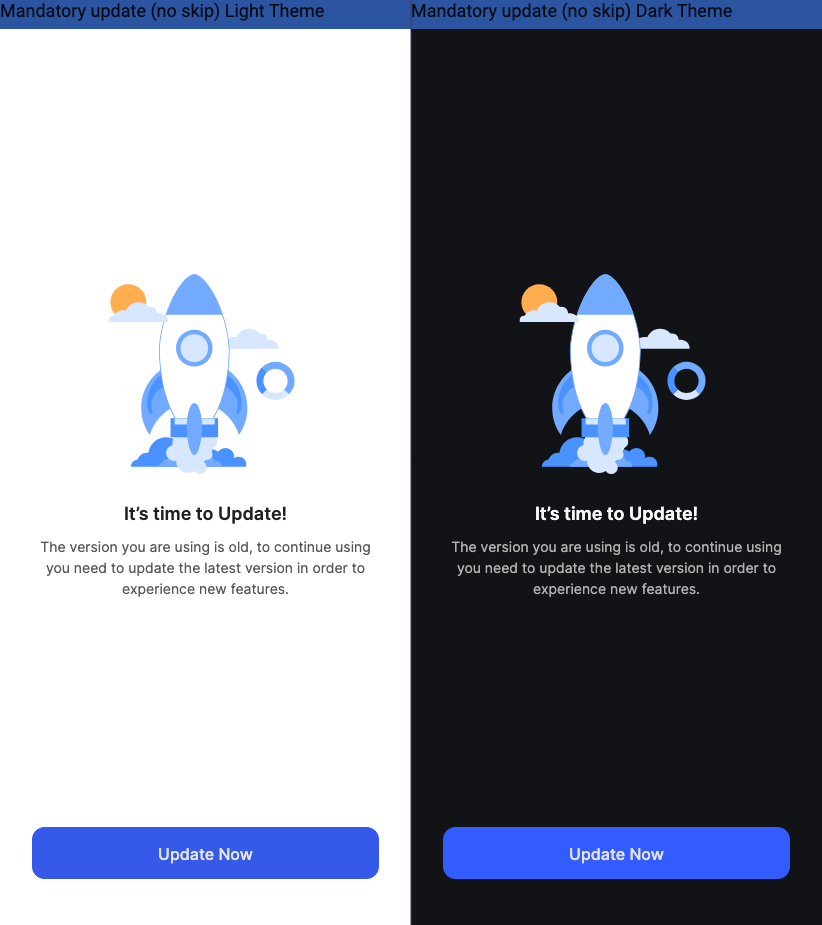 Mandatory update (no skip) Light Theme
It’s time to Update!
The version you are using is old, to continue using
you need to update the latest version in order to
experience new features.
Update Now
Mandatory update (no skip) Dark Theme
It’s time to Update!
The version you are using is old, to continue using
you need to update the latest version in order to
experience new features.
Update Now